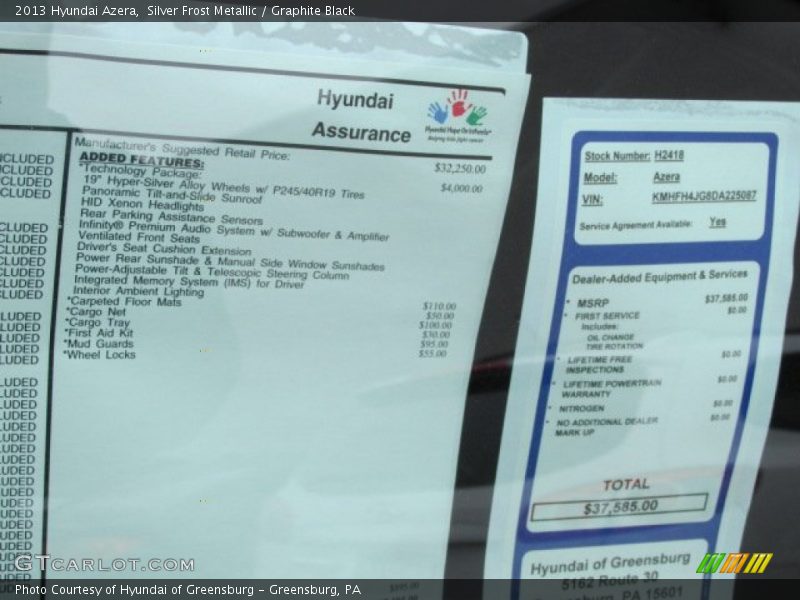 2013 Hyundai Azera, Silver Frost Metallic / Graphite Black
Hyundai
Assurance
Hyundai Hope On Wheels
Helping kids fight cancer
Manufacturer's Suggested Retail Price: $32,250.00
ADDED FEATURES:
Technology Package: $4,000.00
19" Hyper-Silver Alloy Wheels w/ P245/40R19 Tires
Panoramic Tilt-and-Slide Sunroof
HID Xenon Headlights
Rear Parking Assistance Sensors
Infinity® Premium Audio System w/ Subwoofer & Amplifier
Ventilated Front Seats
Driver's Seat Cushion Extension
Power Rear Sunshade & Manual Side Window Sunshades
Power-Adjustable Tilt & Telescopic Steering Column
Integrated Memory System (IMS) for Driver
Interior Ambient Lighting
*Carpeted Floor Mats $110.00
*Cargo Net $50.00
*Cargo Tray $100.00
*First Aid Kit $30.00
*Mud Guards $95.00
*Wheel Locks $55.00
Stock Number: H2418
Model: Azera
VIN: KMHFH4JG8DA225087
Service Agreement Available: Yes
Dealer-Added Equipment & Services
* MSRP $37,585.00
* FIRST SERVICE $0.00
Includes:
OIL CHANGE
TIRE ROTATION
* LIFETIME FREE INSPECTIONS $0.00
* LIFETIME POWERTRAIN WARRANTY $0.00
* NITROGEN $0.00
* NO ADDITIONAL DEALER MARK UP $0.00
TOTAL
$37,585.00
Hyundai of Greensburg
5162 Route 30
PA 15601
GTCARLOT.COM
Photo Courtesy of Hyundai of Greensburg - Greensburg, PA